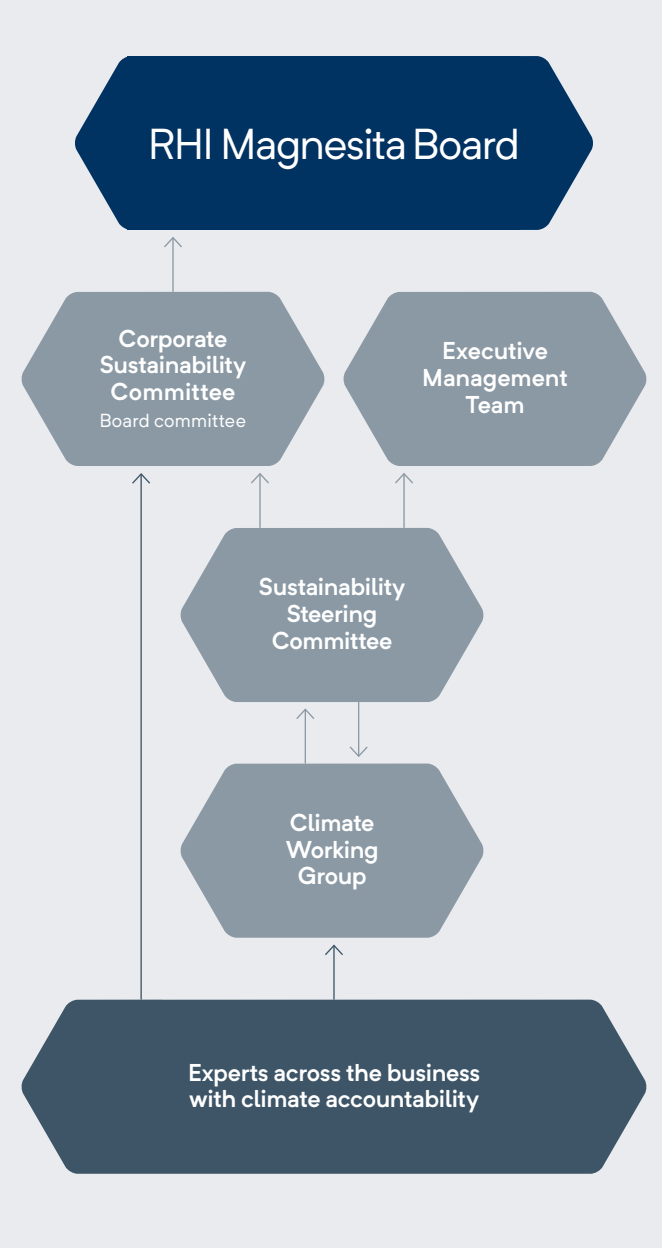 RHI Magnesita Board
Corporate
Sustainability
Committee
Board committee
Executive
Management
Team
Sustainability
Steering
Committee
Climate
Working
Group
Experts across the business
with climate accountability